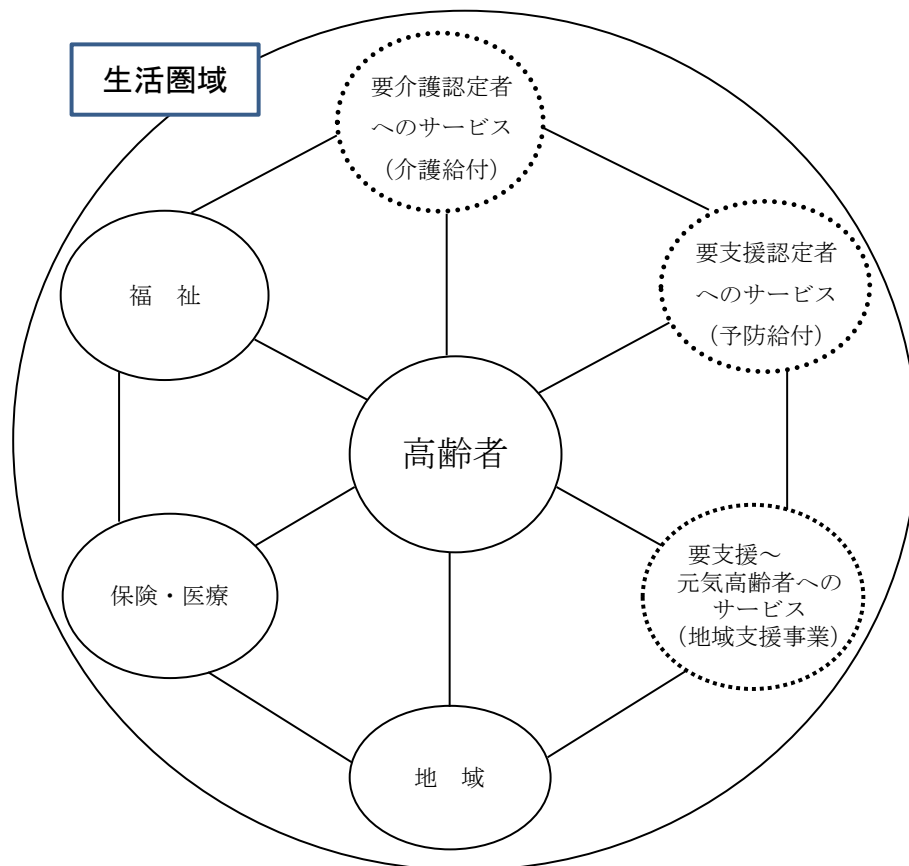 生活圏域
要介護認定者
へのサービス
（介護給付）
要支援認定者
へのサービス
（予防給付）
福　祉
高齢者
要支援～
元気高齢者への
サービス
（地域支援事業）
保険・医療
地　域